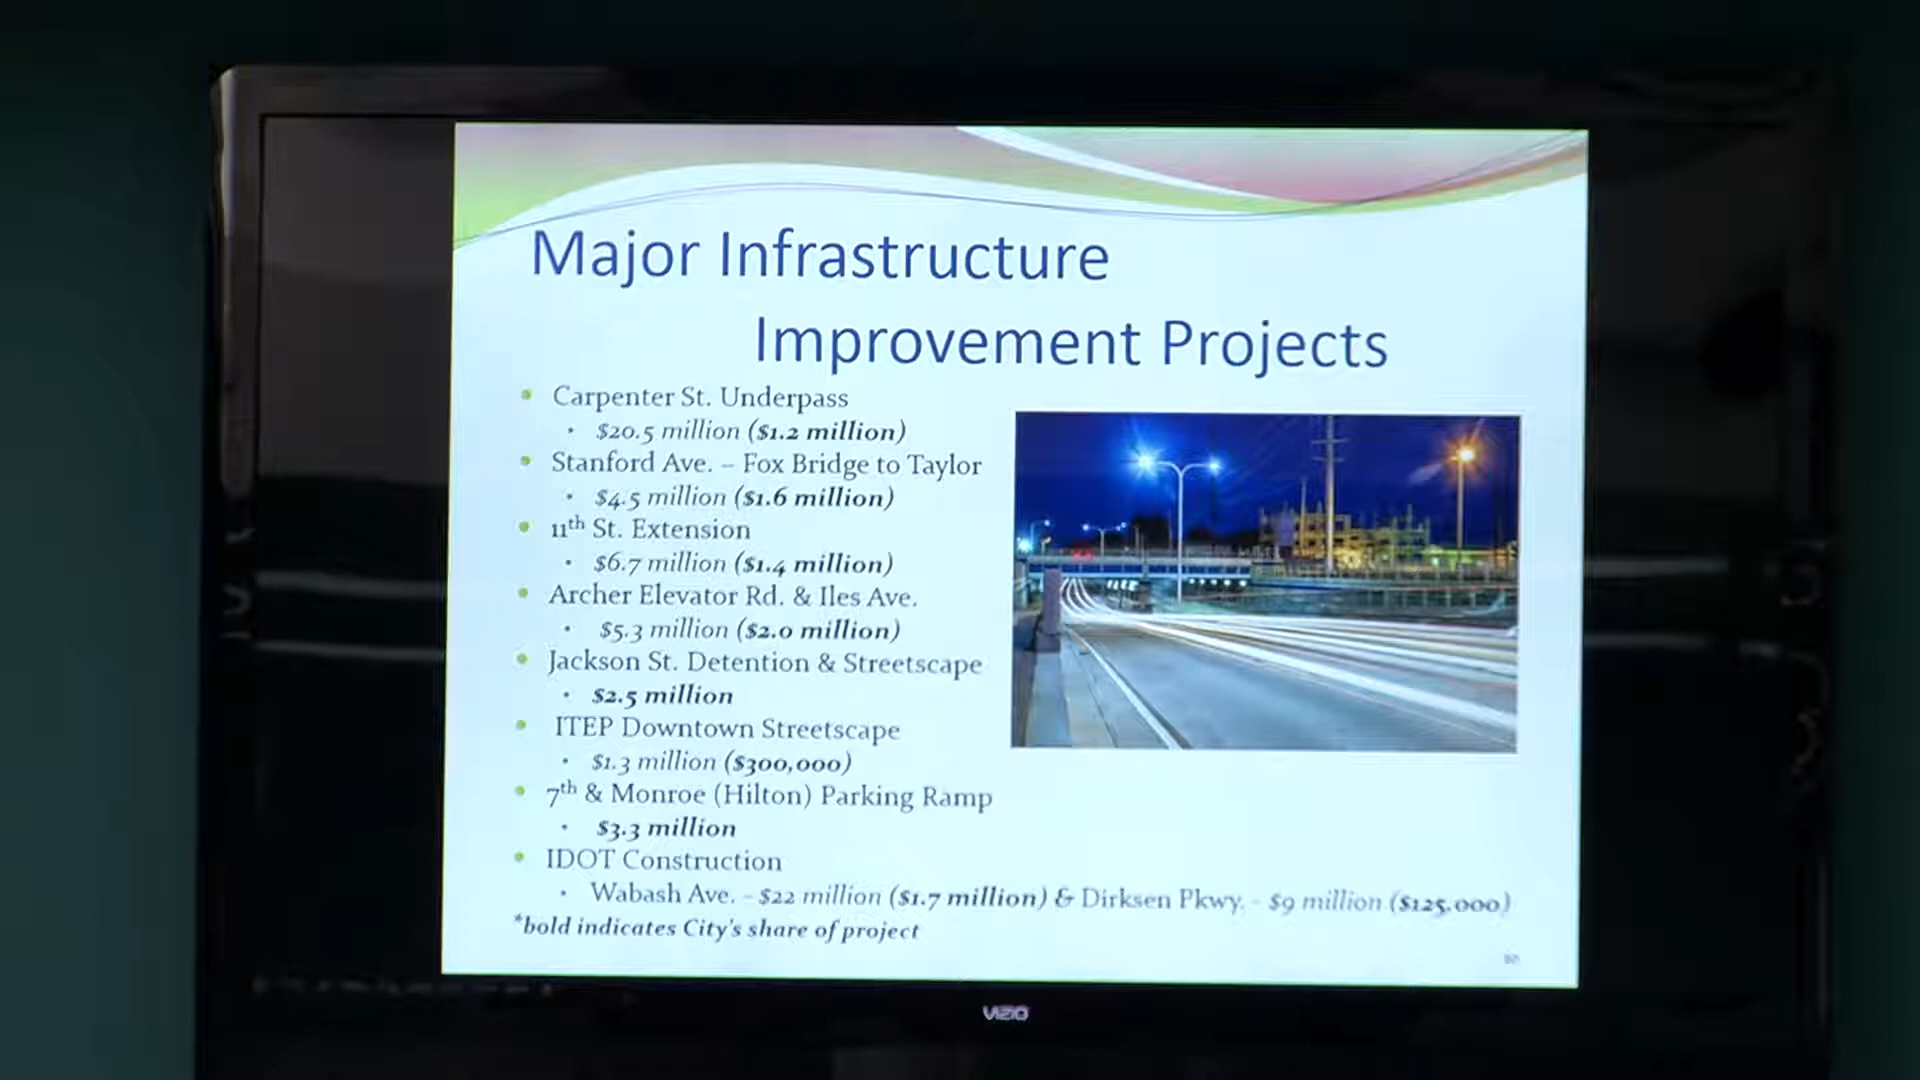 Major Infrastructure
Improvement Projects
• Carpenter St. Underpass
• $20.5 million ($1.2 million)
• Stanford Ave. – Fox Bridge to Taylor
• $4.5 million ($1.6 million)
• 11th St. Extension
• $6.7 million ($1.4 million)
• Archer Elevator Rd. & Iles Ave.
• $5.3 million ($2.0 million)
• Jackson St. Detention & Streetscape
• $2.5 million
• ITEP Downtown Streetscape
• $1.3 million ($300,000)
• 7th & Monroe (Hilton) Parking Ramp
• $3.3 million
• IDOT Construction
• Wabash Ave. - $22 million ($1.7 million) & Dirksen Pkwy. - $9 million ($125,000)
*bold indicates City's share of project
VIZIO